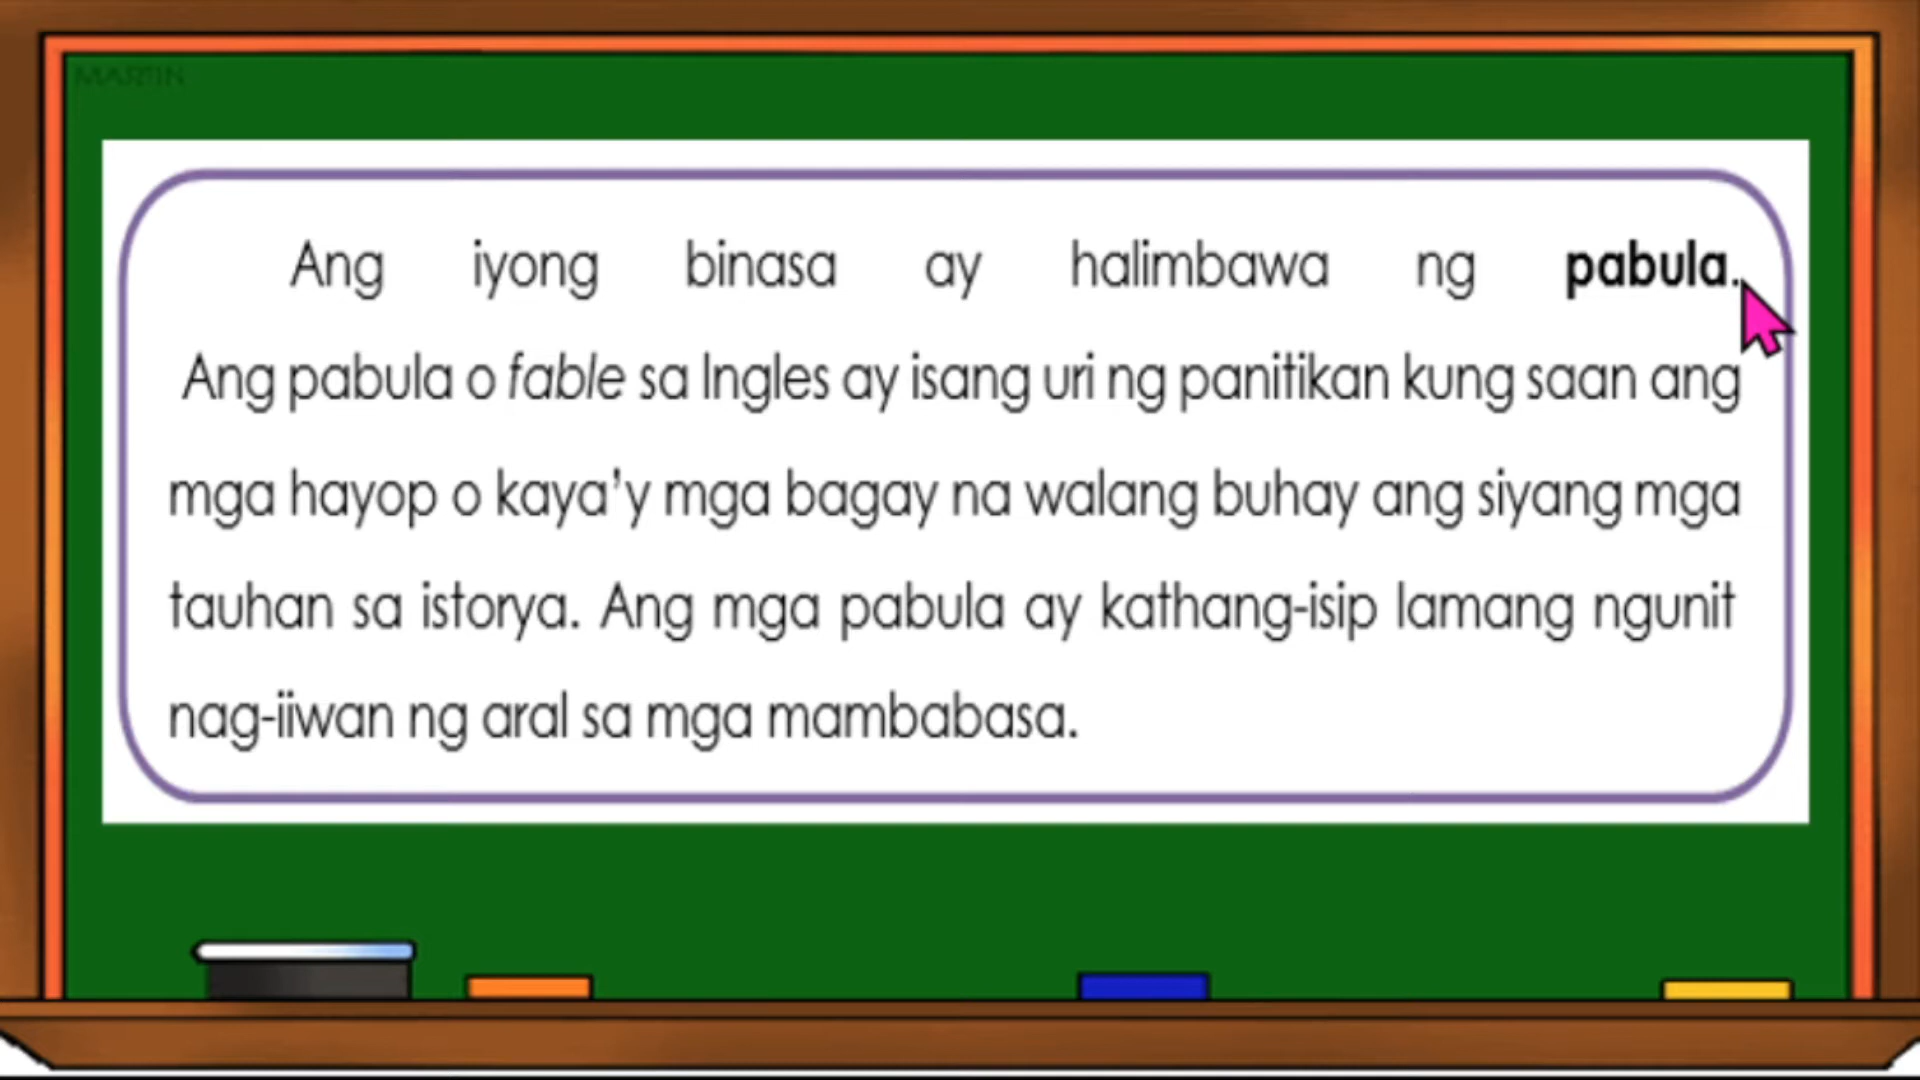 MARTIN
Ang iyong binasa ay halimbawa ng pabula.
Ang pabula o fable sa Ingles ay isang uri ng panitikan kung saan ang
mga hayop o kaya'y mga bagay na walang buhay ang siyang mga
tauhan sa istorya. Ang mga pabula ay kathang-isip lamang ngunit
nag-iiwan ng aral sa mga mambabasa.